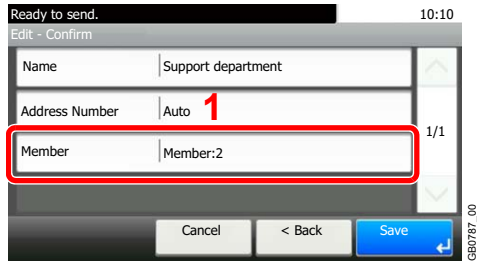 Ready to send. 10:10
Edit - Confirm
Name Support department
Address Number Auto 1
1/1
Member Member:2
Cancel < Back Save
GB0787_00